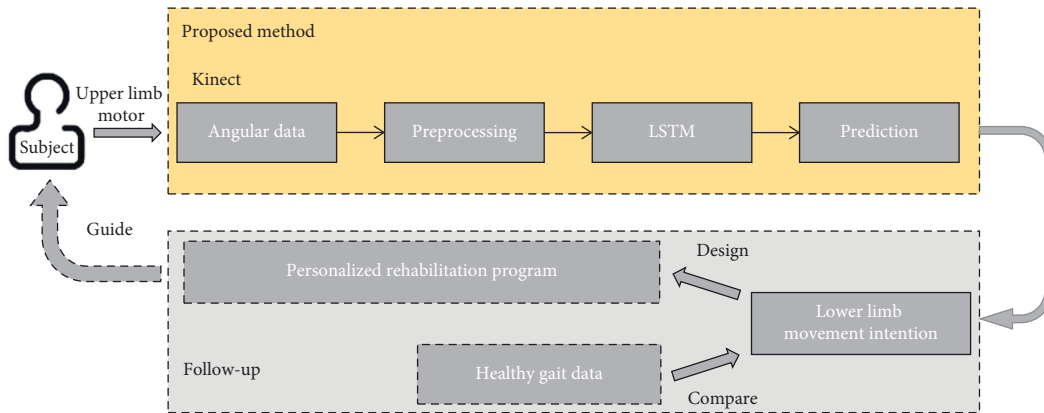 Proposed method
Kinect
Upper limb
motor
Subject
Angular data
Preprocessing
LSTM
Prediction
Guide
Personalized rehabilitation program
Design
Lower limb
movement intention
Follow-up
Healthy gait data
Compare